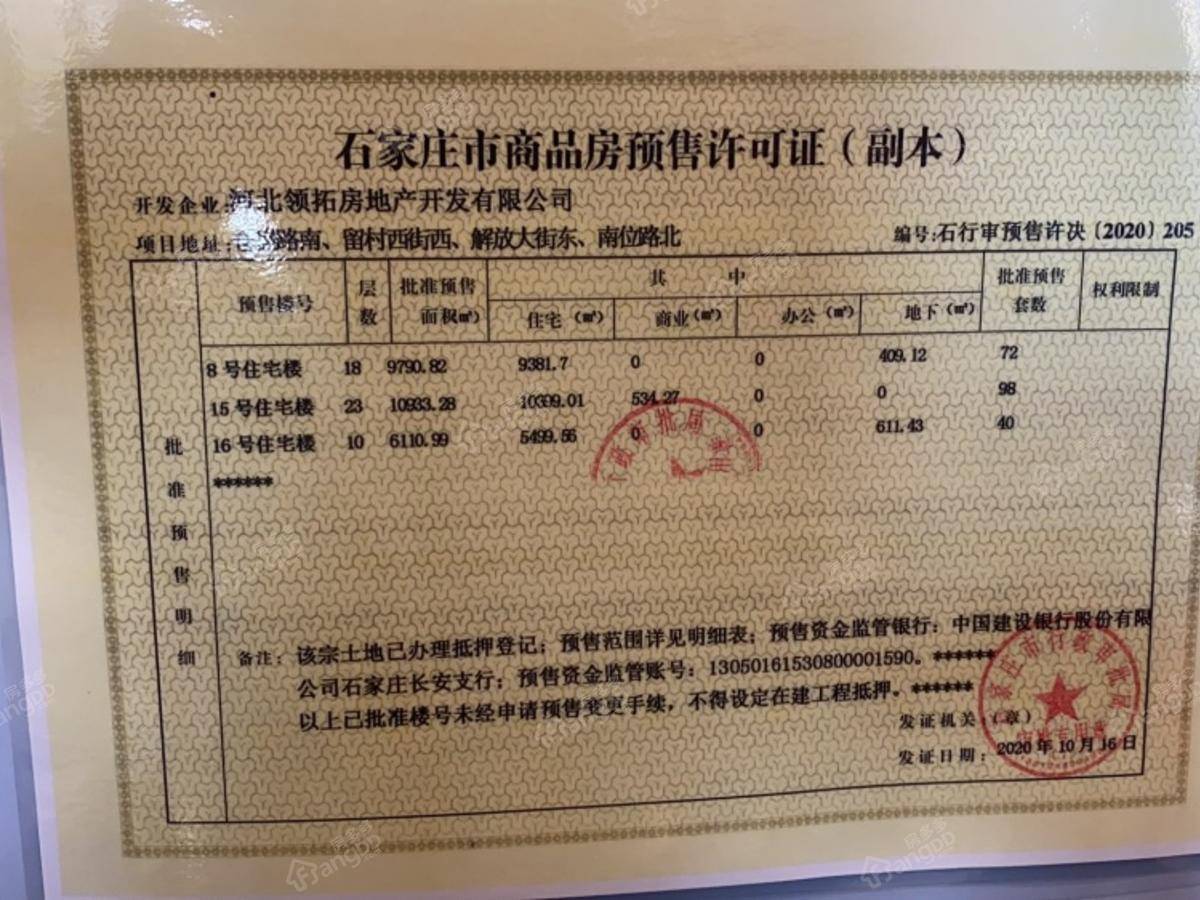 石家庄市商品房预售许可证（副本）
开发企业:河北领拓房地产开发有限公司
项目地址: 路南、留村西街西、解放大街东、南位路北 编号:石行审预售许决〔2020〕205
预售楼号 层数 批准预售面积㎡ 其中 批准预售套数 权利限制
住宅（㎡） 商业（㎡） 办公（㎡） 地下（㎡）
8号住宅楼 18 9790.82 9381.7 0 0 409.12 72
15号住宅楼 23 10933.28 10399.01 534.27 0 0 98
16号住宅楼 10 6110.99 5499.56 0 0 611.43 40
******
批准预售明细
备注：该宗土地已办理抵押登记；预售范围详见明细表；预售资金监管银行：中国建设银行股份有限
公司石家庄长安支行；预售资金监管账号：13050161530800001590。******
以上已批准楼号未经申请预售变更手续，不得设定在建工程抵押。******
发证机关：（章）
发证日期：2020年10月16日
石家庄市行政审批局